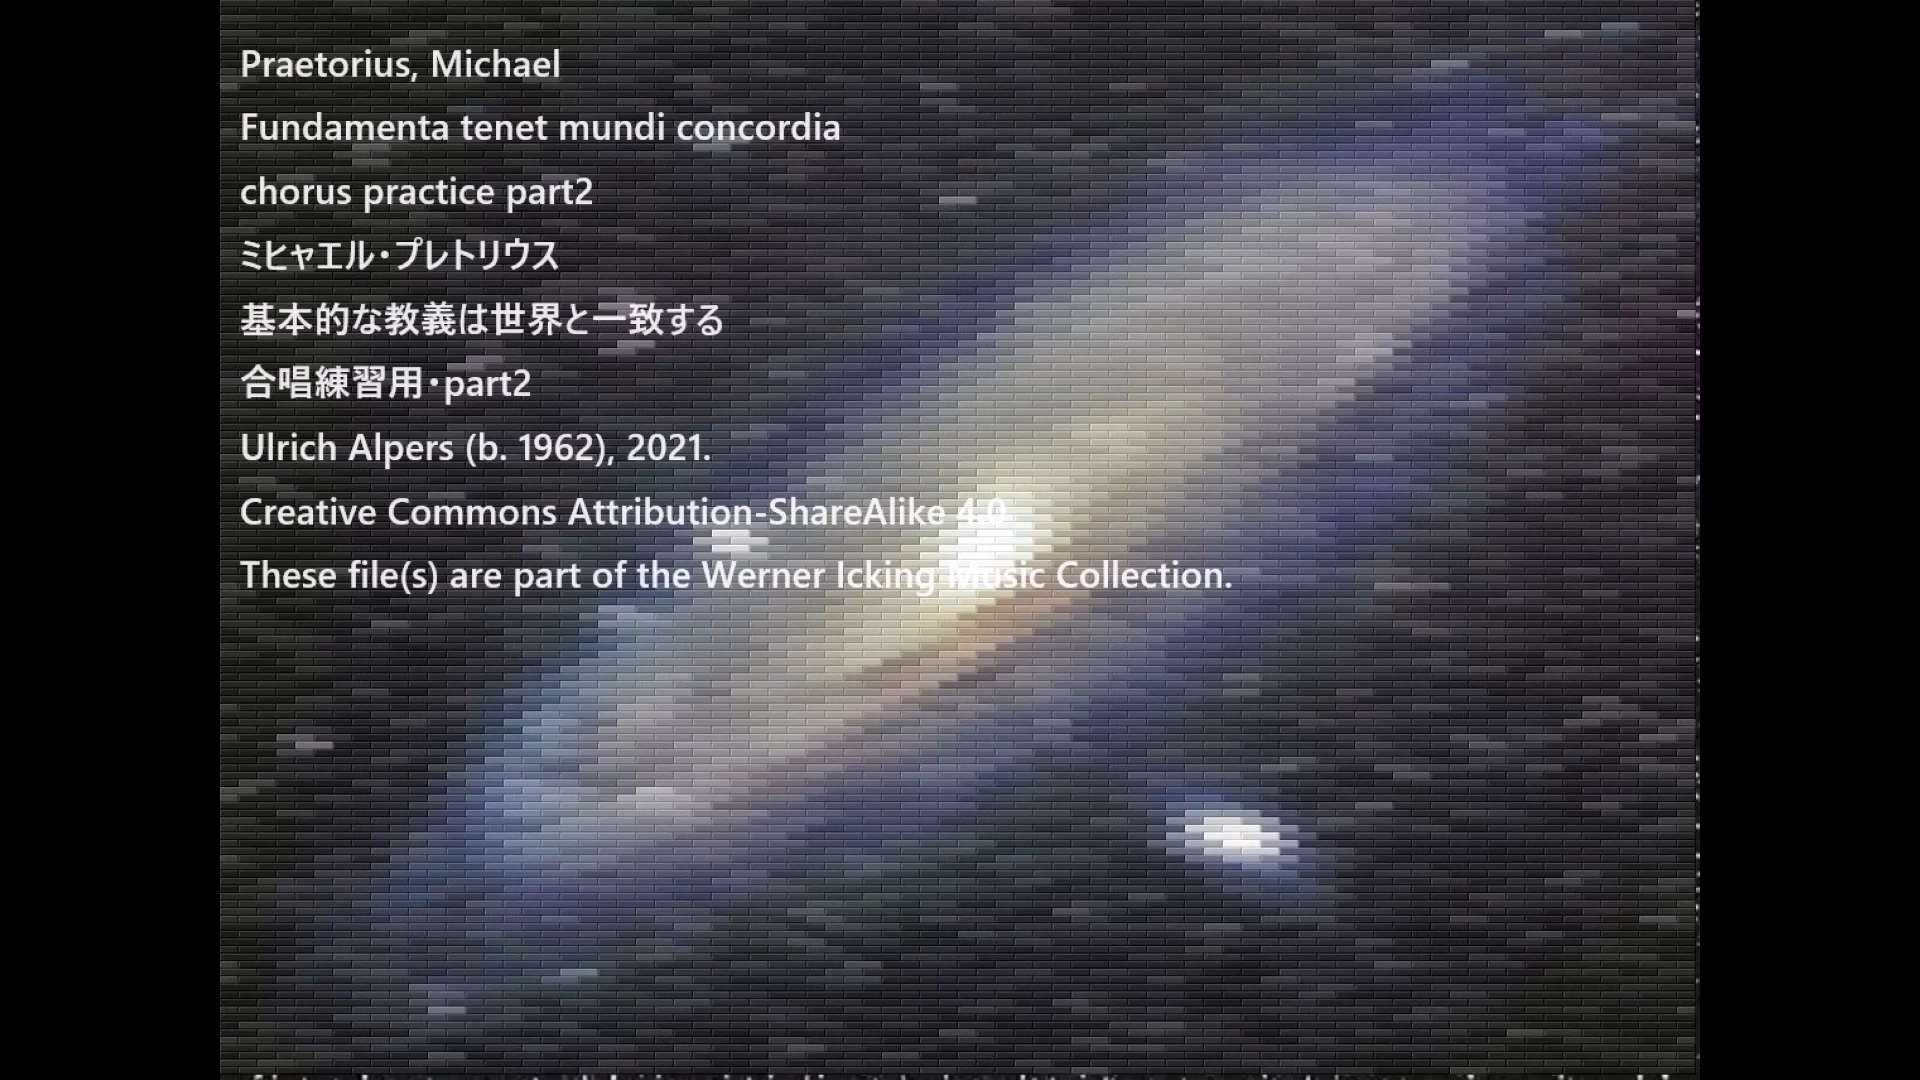 Praetorius, Michael
Fundamenta tenet mundi concordia
chorus practice part2
ミヒャエル・プレトリウス
基本的な教義は世界と一致する
合唱練習用・part2
Ulrich Alpers (b. 1962), 2021.
Creative Commons Attribution-ShareAlike 4.0
These file(s) are part of the Werner Icking Music Collection.